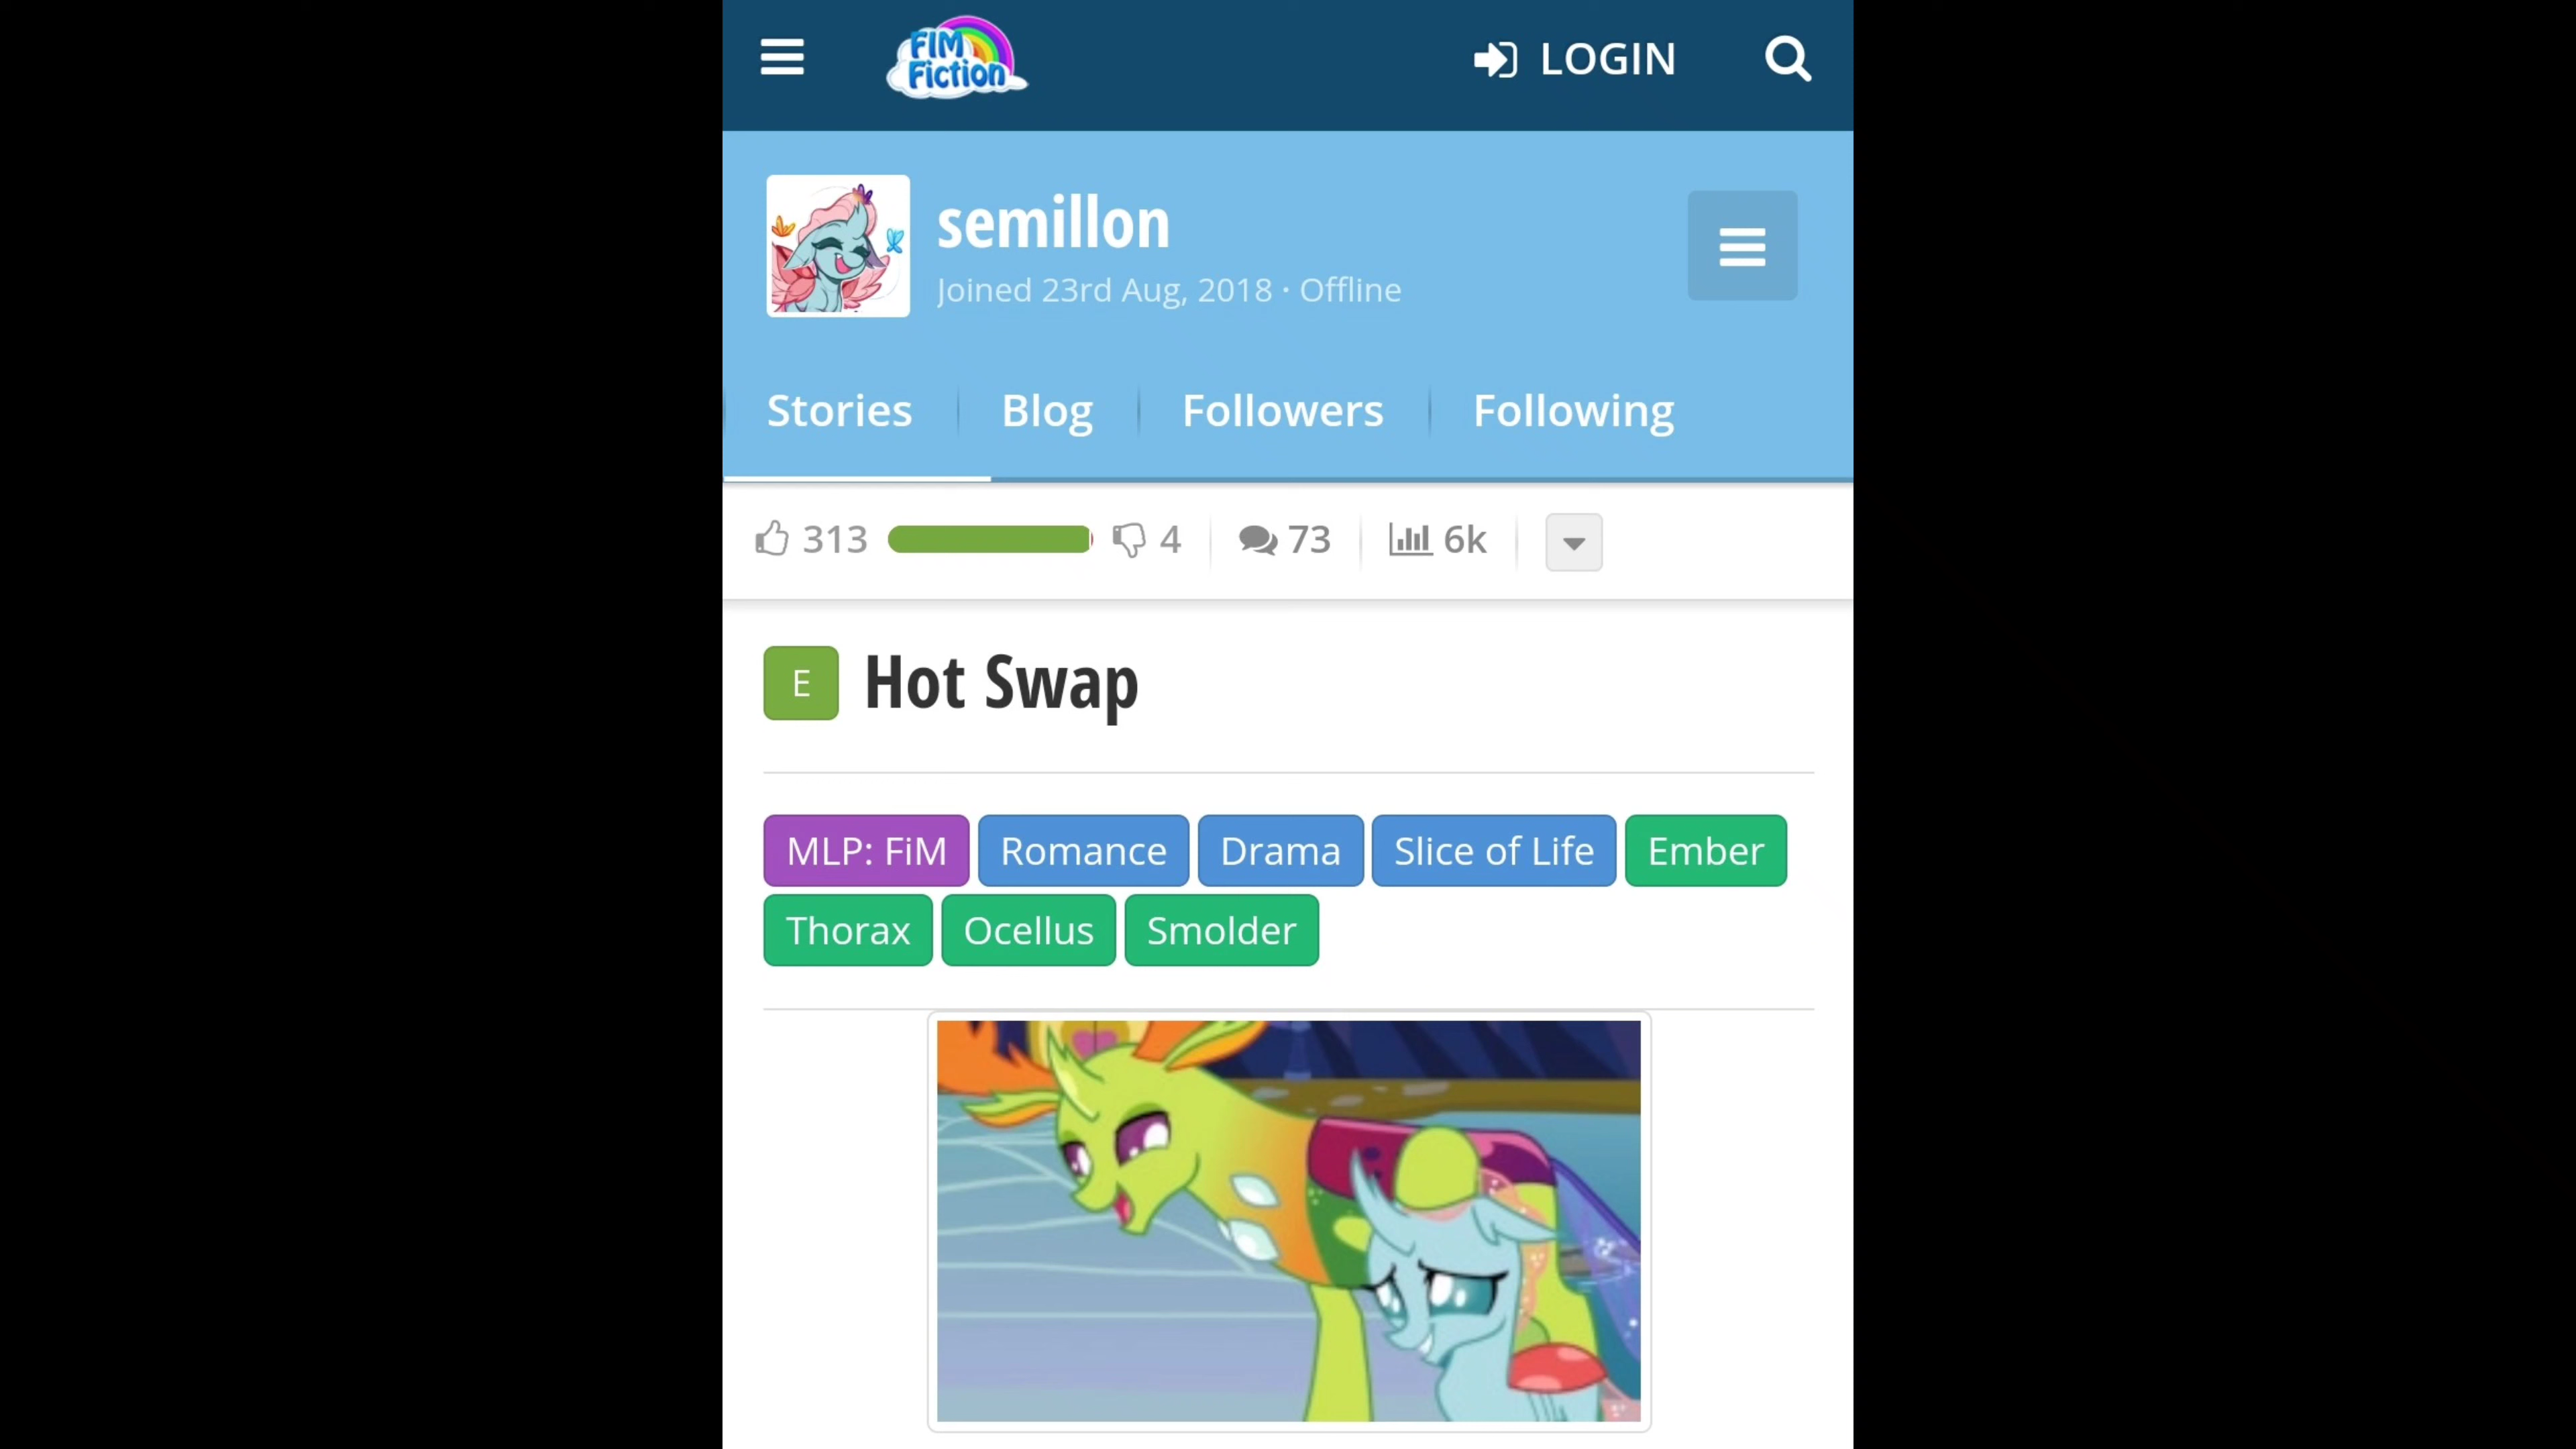 FIM
Fiction
LOGIN
semillon
Joined 23rd Aug, 2018 · Offline
Stories Blog Followers Following
313 4 73 6k
E Hot Swap
MLP: FiM Romance Drama Slice of Life Ember
Thorax Ocellus Smolder